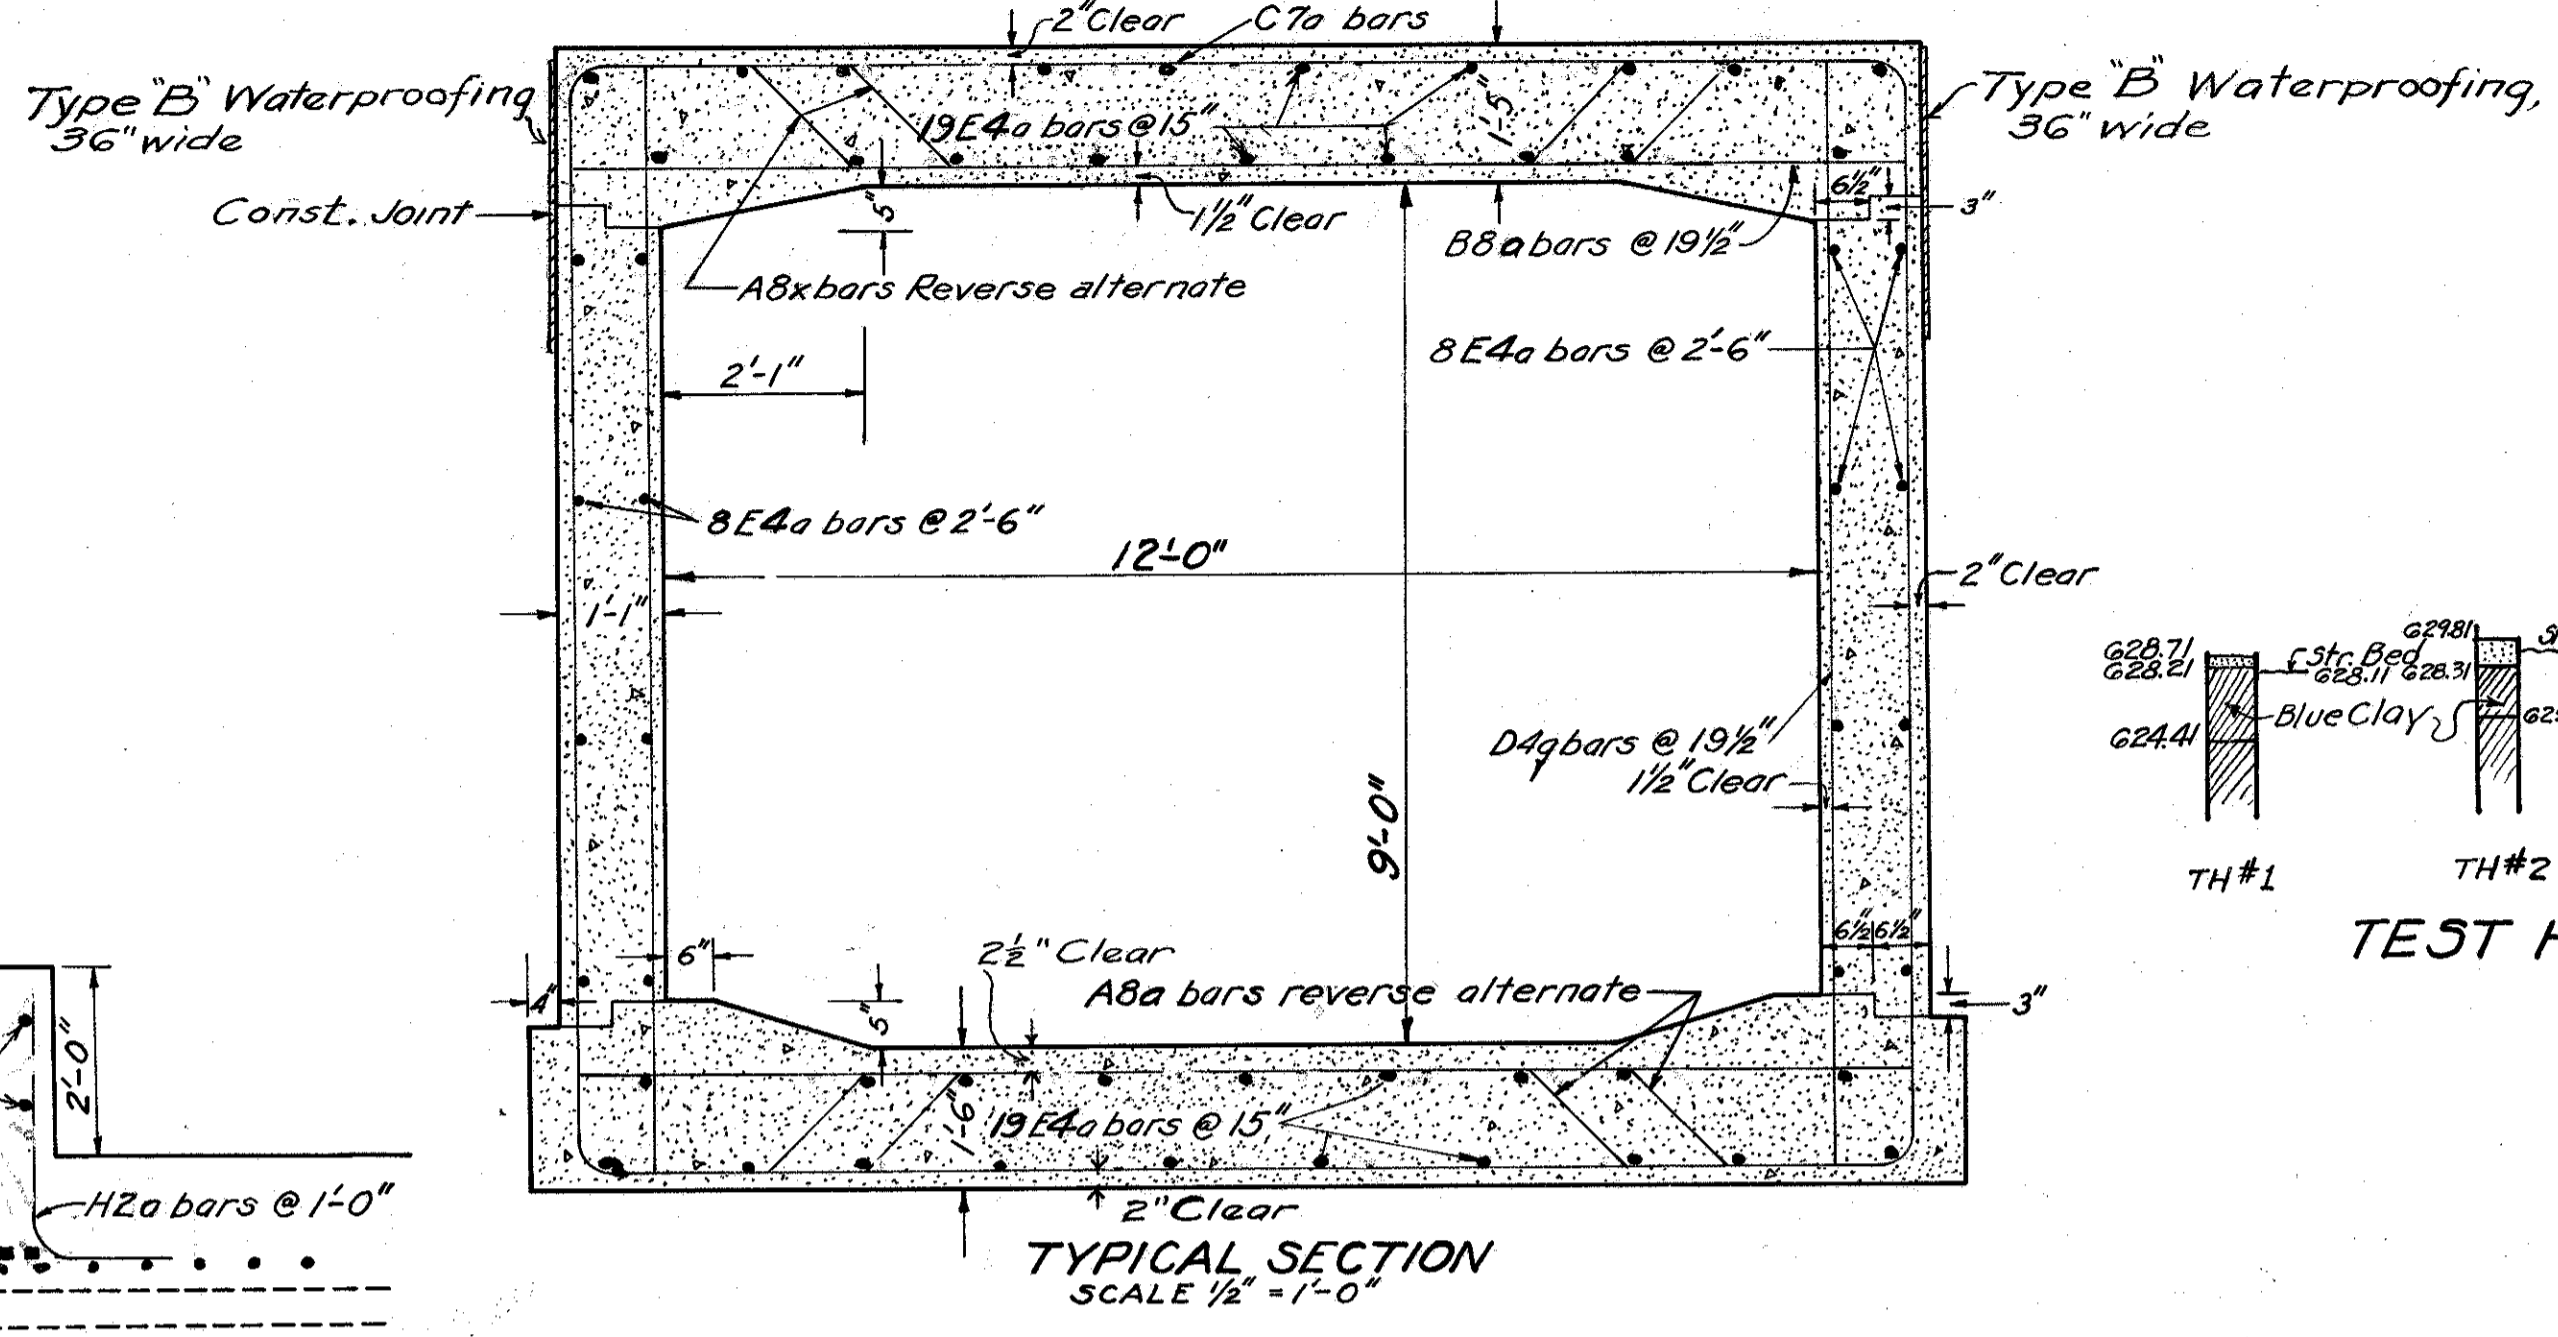 2" Clear
C7a bars
Type "B" Waterproofing
36" wide
Type "B" Waterproofing,
36" wide
19E4a bars @ 15"
1'-5"
Const. Joint
5"
1½" Clear
6½"
3"
B8a bars @ 19½"
A8x bars Reverse alternate
8 E4a bars @ 2'-6"
2'-1"
8 E4a bars @ 2'-6"
12'-0"
2" Clear
1'-1"
628.71
628.21
624.41
Str. Bed
628.11
629.81
628.31
Blue Clay
D4g bars @ 19½"
1½" Clear
9'-0"
TH #1
TH #2
TEST
6½" 6½"
6"
2½" Clear
A8a bars reverse alternate
4"
5"
3"
2'-0"
1'-6"
19E4a bars @ 15"
H2a bars @ 1'-0"
2" Clear
TYPICAL SECTION
SCALE ½" = 1'-0"